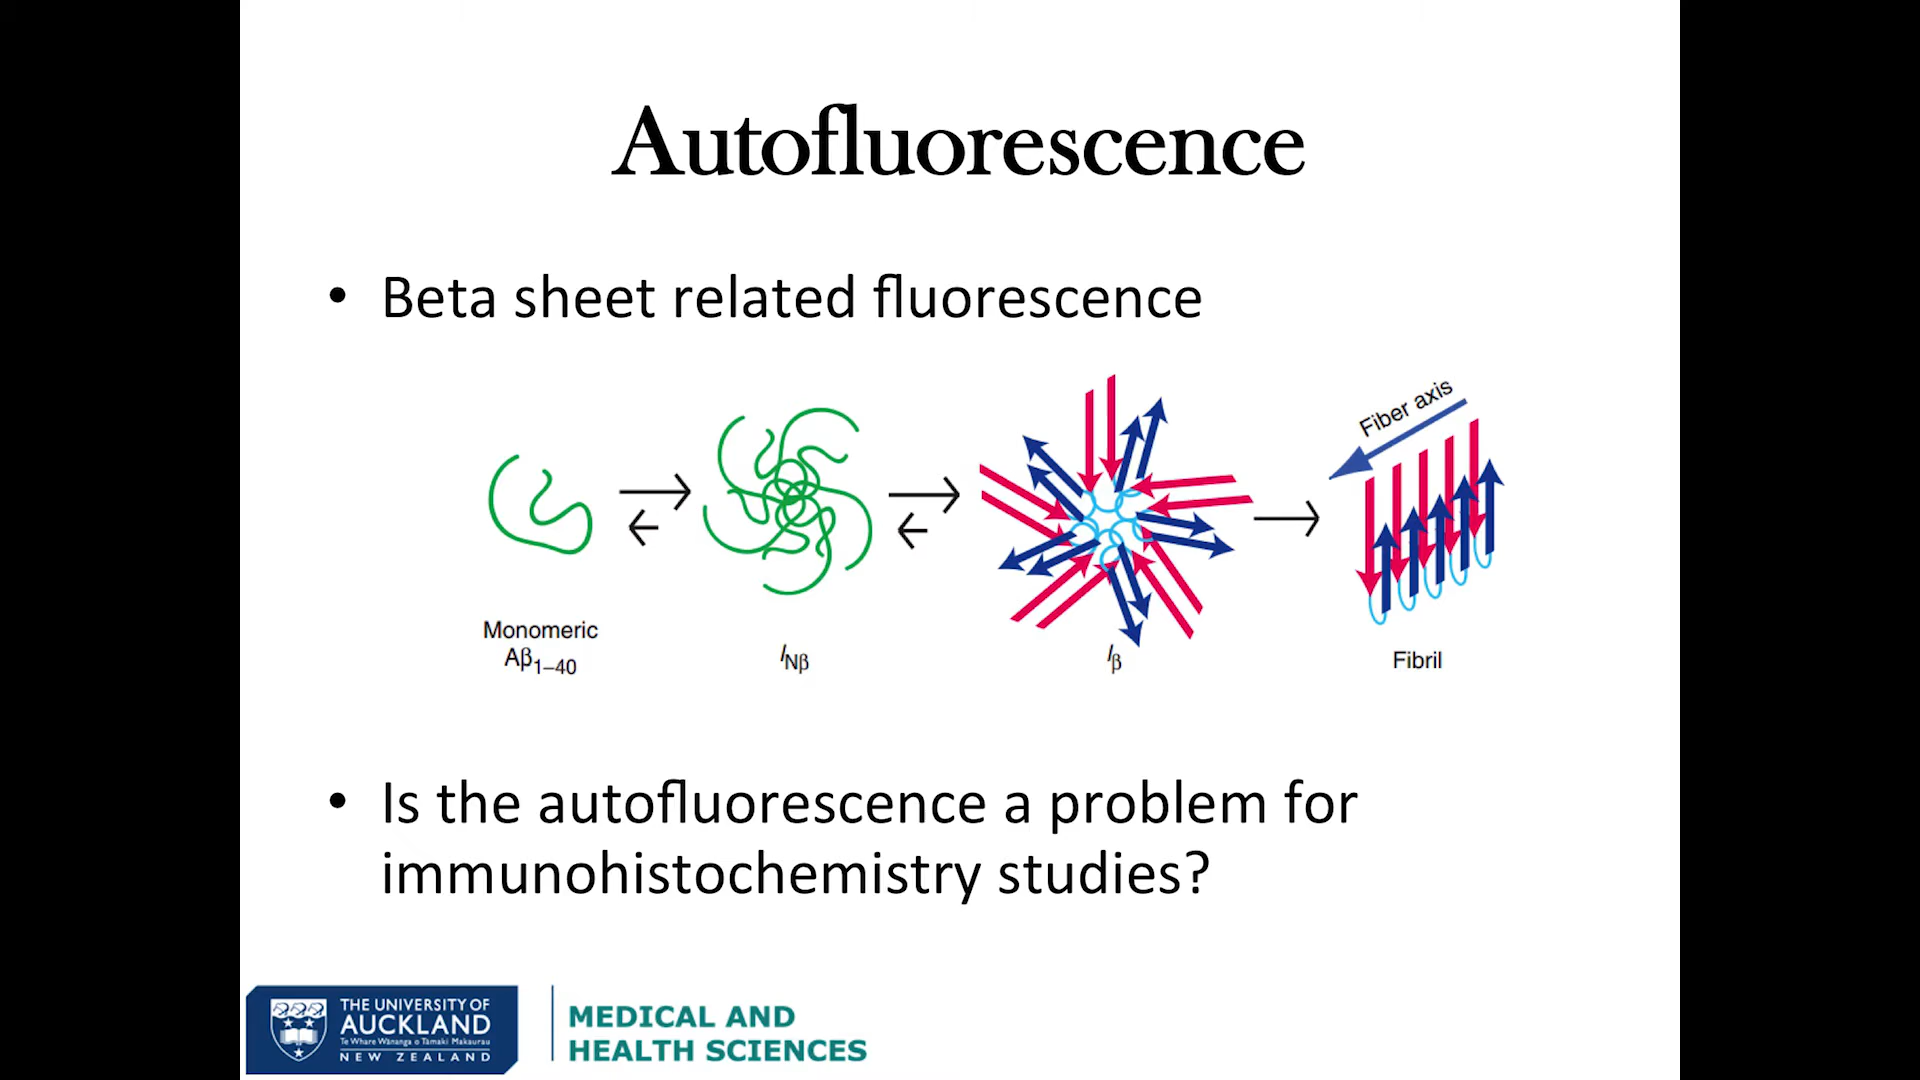 Autofluorescence
• Beta sheet related fluorescence
Fiber axis
Monomeric
Aβ1–40
INβ
Iβ
Fibril
• Is the autofluorescence a problem for
immunohistochemistry studies?
THE UNIVERSITY OF
AUCKLAND
Te Whare Wānanga o Tāmaki Makaurau
NEW ZEALAND
MEDICAL AND
HEALTH SCIENCES